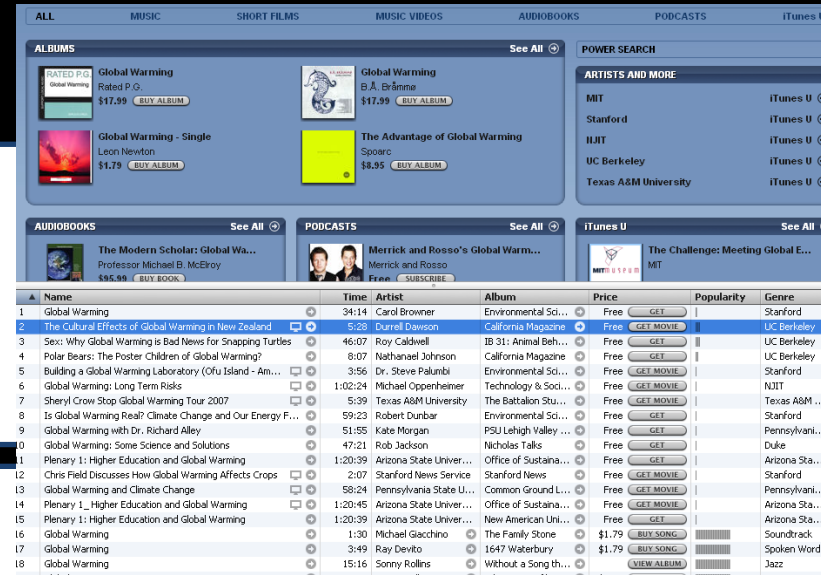 ALL MUSIC SHORT FILMS MUSIC VIDEOS AUDIOBOOKS PODCASTS iTunes
ALBUMS See All
RATED P.G.
Global Warming
Global Warming
Rated P.G.
$17.99 BUY ALBUM
Global Warming
B.Å. Bråmmø
$17.99 BUY ALBUM
Global Warming - Single
Leon Newton
$1.79 BUY ALBUM
The Advantage of Global Warming
Spoarc
$8.95 BUY ALBUM
POWER SEARCH
ARTISTS AND MORE
MIT iTunes U
Stanford iTunes U
NJIT iTunes U
UC Berkeley iTunes U
Texas A&M University iTunes U
AUDIOBOOKS See All
The Modern Scholar: Global Wa...
Professor Michael B. McElroy
$95.99 BUY BOOK
PODCASTS See All
Merrick and Rosso's Global Warm...
Merrick and Rosso
Free SUBSCRIBE
iTunes U See All
MIT museum
The Challenge: Meeting Global E...
MIT
Name Time Artist Album Price Popularity Genre
1 Global Warming 34:14 Carol Browner Environmental Sci... Free GET Stanford
2 The Cultural Effects of Global Warming in New Zealand 5:28 Durrell Dawson California Magazine Free GET MOVIE UC Berkeley
3 Sex: Why Global Warming is Bad News for Snapping Turtles 46:07 Roy Caldwell IB 31: Animal Beh... Free GET UC Berkeley
4 Polar Bears: The Poster Children of Global Warming? 8:07 Nathanael Johnson California Magazine Free GET UC Berkeley
5 Building a Global Warming Laboratory (Ofu Island - Am... 3:56 Dr. Steve Palumbi Environmental Sci... Free GET MOVIE Stanford
6 Global Warming: Long Term Risks 1:02:24 Michael Oppenheimer Technology & Soci... Free GET MOVIE NJIT
7 Sheryl Crow Stop Global Warming Tour 2007 5:39 Texas A&M University The Battalion Stu... Free GET MOVIE Texas A&M ..
8 Is Global Warming Real? Climate Change and Our Energy F... 59:23 Robert Dunbar Environmental Sci... Free GET Stanford
9 Global Warming with Dr. Richard Alley 51:55 Kate Morgan PSU Lehigh Valley ... Free GET Pennsylvani..
10 Global Warming: Some Science and Solutions 47:21 Rob Jackson Nicholas Talks Free GET Duke
11 Plenary 1: Higher Education and Global Warming 1:20:39 Arizona State Univer... Office of Sustaina... Free GET Arizona Sta..
12 Chris Field Discusses How Global Warming Affects Crops 2:07 Stanford News Service Stanford News Free GET MOVIE Stanford
13 Global Warming and Climate Change 58:24 Pennsylvania State U... Common Ground L... Free GET MOVIE Pennsylvani..
14 Plenary 1_ Higher Education and Global Warming 1:20:45 Arizona State Univer... Office of Sustaina... Free GET MOVIE Arizona Sta..
15 Plenary 1: Higher Education and Global Warming 1:20:39 Arizona State Univer... New American Uni... Free GET Arizona Sta..
16 Global Warming 1:30 Michael Giacchino The Family Stone $1.79 BUY SONG Soundtrack
17 Global Warming 3:49 Ray Devito 1647 Waterbury $1.79 BUY SONG Spoken Word
18 Global Warming 15:16 Sonny Rollins Without a Song th... VIEW ALBUM Jazz